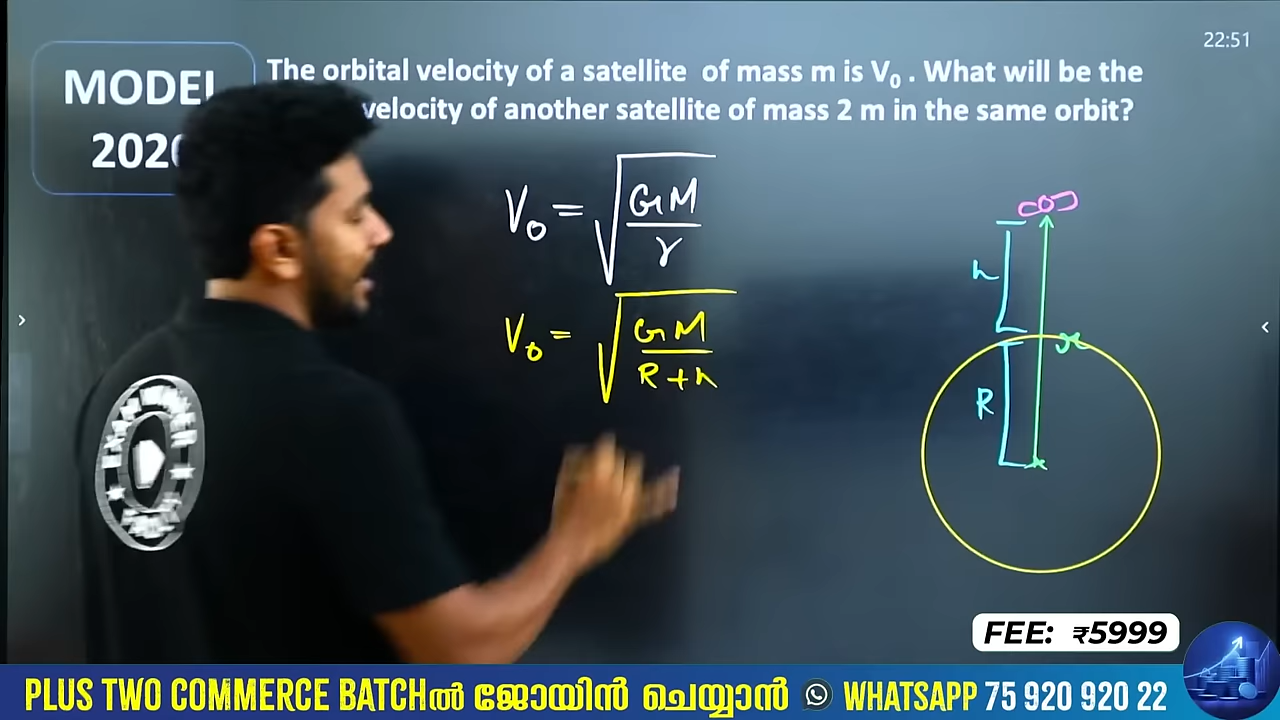 22:51
MODEL
2020
The orbital velocity of a satellite of mass m is V₀ . What will be the
velocity of another satellite of mass 2 m in the same orbit?
V₀ = √(GM/r)
V₀ = √(GM/(R+h))
h
R
FEE: ₹5999
PLUS TWO COMMERCE BATCHൽ ജോയിൻ ചെയ്യാൻ WHATSAPP 75 920 920 22